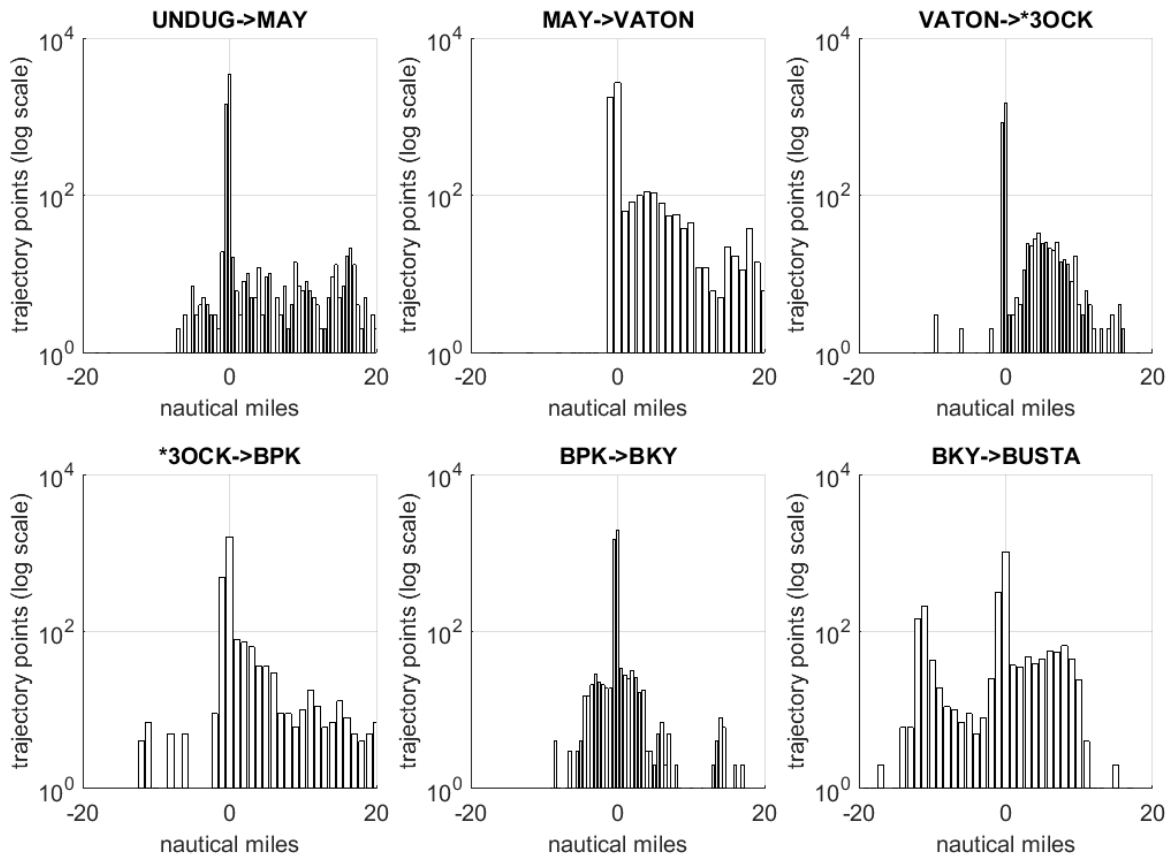 UNDUG->MAY
MAY->VATON
VATON->*3OCK
trajectory points (log scale)
10^4
10^2
10^0
-20 0 20
nautical miles
trajectory points (log scale)
10^4
10^2
10^0
-20 0 20
nautical miles
trajectory points (log scale)
10^4
10^2
10^0
-20 0 20
nautical miles
*3OCK->BPK
BPK->BKY
BKY->BUSTA
trajectory points (log scale)
10^4
10^2
10^0
-20 0 20
nautical miles
trajectory points (log scale)
10^4
10^2
10^0
-20 0 20
nautical miles
trajectory points (log scale)
10^4
10^2
10^0
-20 0 20
nautical miles